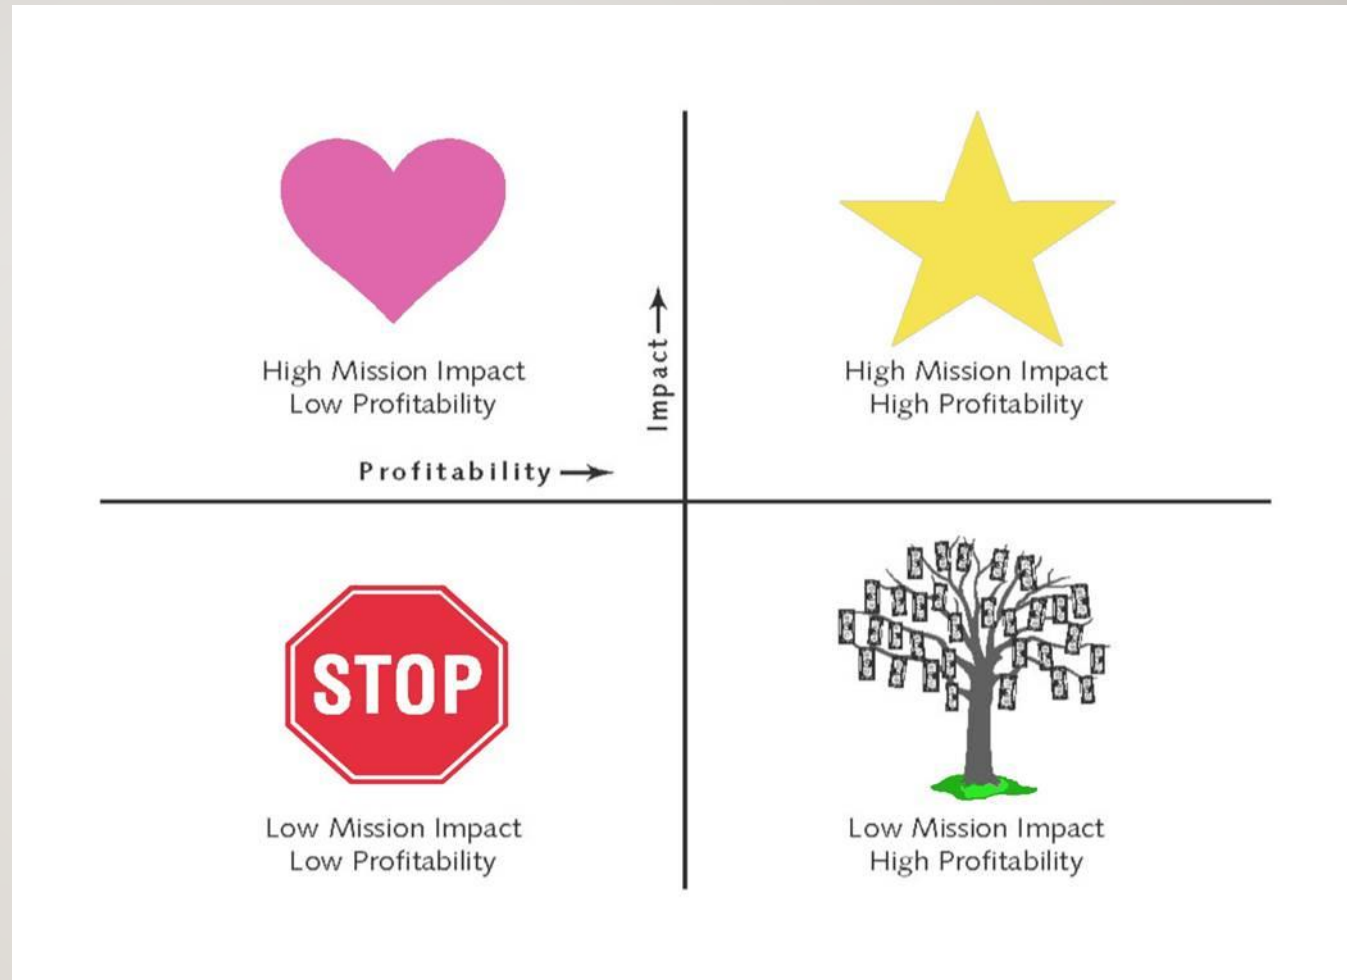 High Mission Impact
Low Profitability
High Mission Impact
High Profitability
Impact
Profitability
STOP
Low Mission Impact
Low Profitability
Low Mission Impact
High Profitability